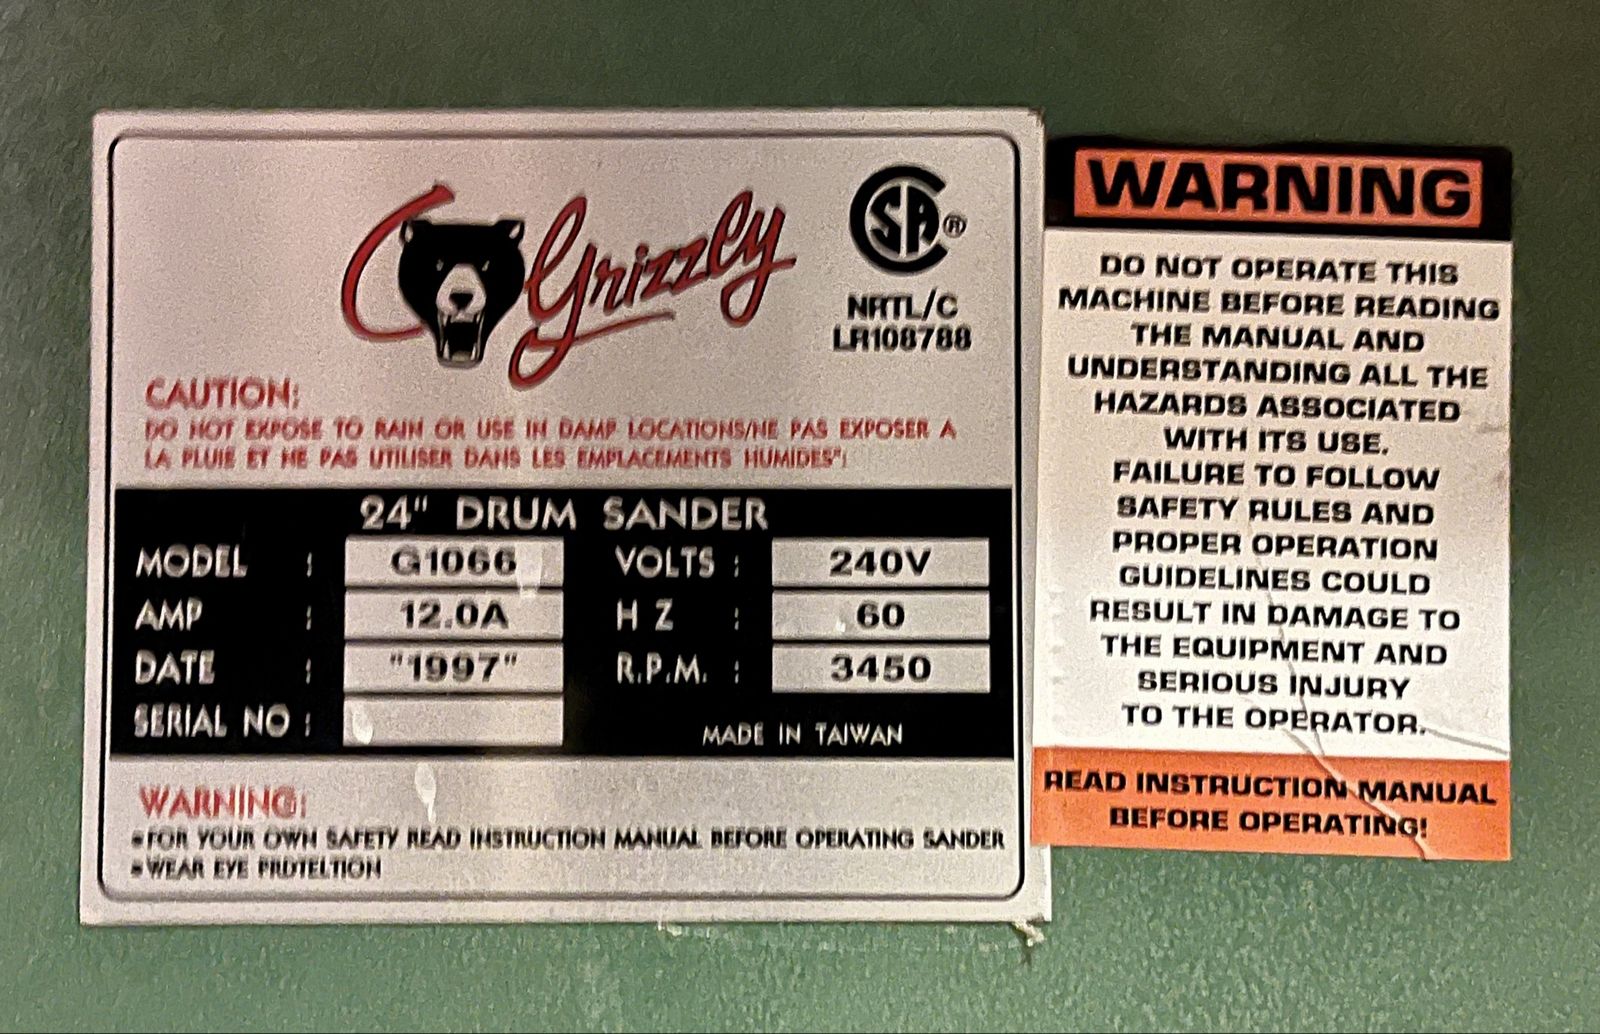 Grizzly
SA®
NRTL/C
LR108788
CAUTION:
DO NOT EXPOSE TO RAIN OR USE IN DAMP LOCATIONS/NE PAS EXPOSER A
LA PLUIE ET NE PAS UTILISER DANS LES EMPLACEMENTS HUMIDES":
24" DRUM SANDER
MODEL : G1066 VOLTS : 240V
AMP : 12.0A HZ : 60
DATE : "1997" R.P.M. : 3450
SERIAL NO :
MADE IN TAIWAN
WARNING:
•FOR YOUR OWN SAFETY READ INSTRUCTION MANUAL BEFORE OPERATING SANDER
•WEAR EYE PROTELTION
WARNING
DO NOT OPERATE THIS
MACHINE BEFORE READING
THE MANUAL AND
UNDERSTANDING ALL THE
HAZARDS ASSOCIATED
WITH ITS USE.
FAILURE TO FOLLOW
SAFETY RULES AND
PROPER OPERATION
GUIDELINES COULD
RESULT IN DAMAGE TO
THE EQUIPMENT AND
SERIOUS INJURY
TO THE OPERATOR.
READ INSTRUCTION MANUAL
BEFORE OPERATING!